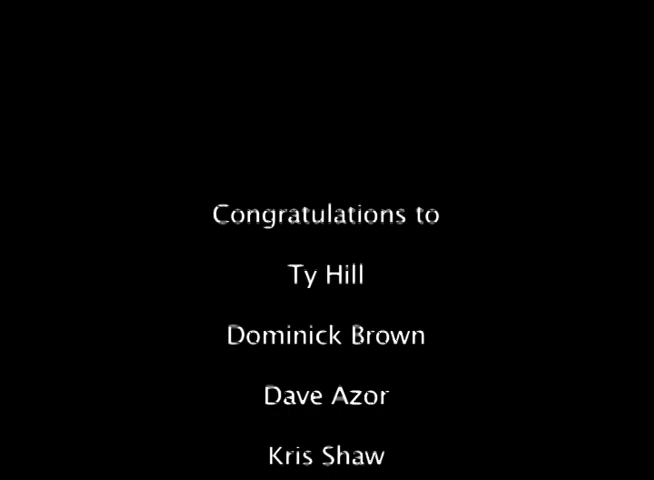 Congratulations to
Ty Hill
Dominick Brown
Dave Azor
Kris Shaw